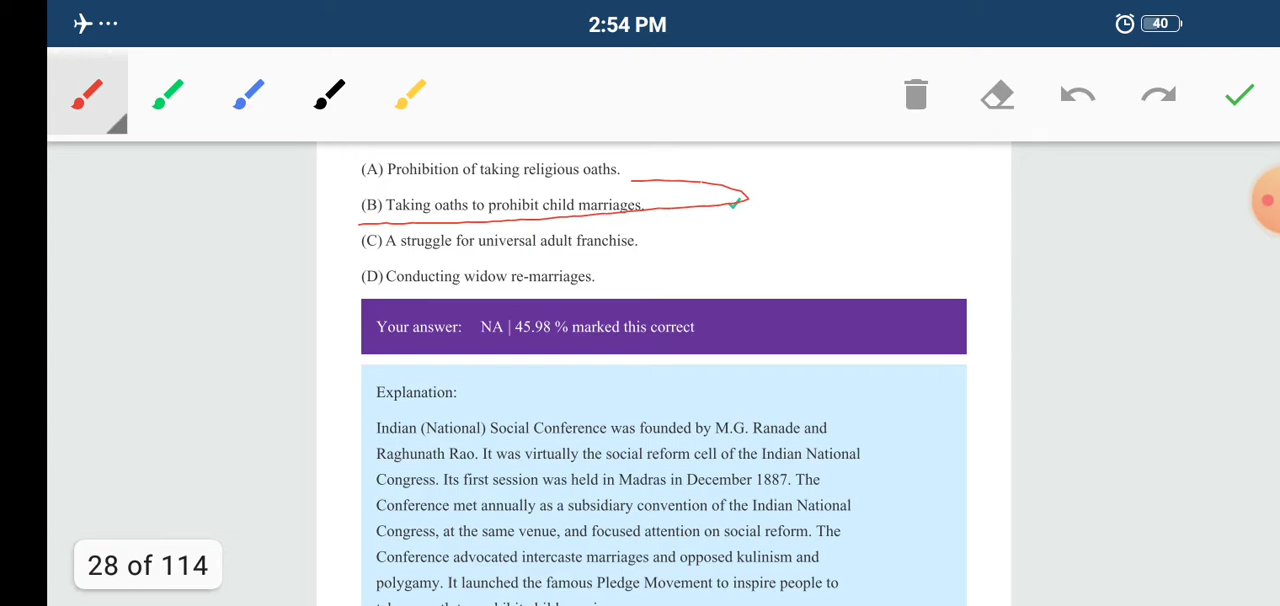 2:54 PM
40
(A) Prohibition of taking religious oaths.
(B) Taking oaths to prohibit child marriages.
(C) A struggle for universal adult franchise.
(D) Conducting widow re-marriages.
Your answer: NA | 45.98 % marked this correct
Explanation:
Indian (National) Social Conference was founded by M.G. Ranade and
Raghunath Rao. It was virtually the social reform cell of the Indian National
Congress. Its first session was held in Madras in December 1887. The
Conference met annually as a subsidiary convention of the Indian National
Congress, at the same venue, and focused attention on social reform. The
Conference advocated intercaste marriages and opposed kulinism and
polygamy. It launched the famous Pledge Movement to inspire people to
28 of 114